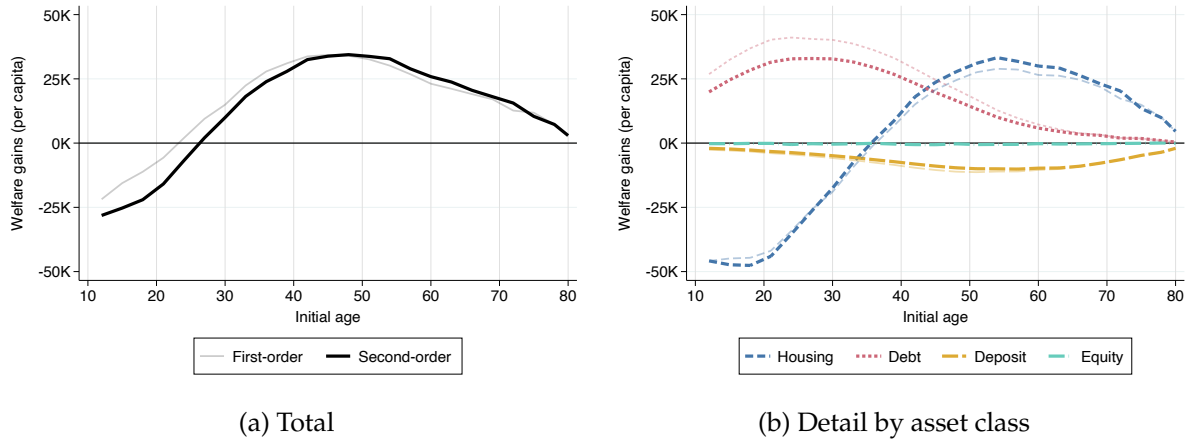 Welfare gains (per capita)
50K
25K
0K
-25K
-50K
10 20 30 40 50 60 70 80
Initial age
First-order Second-order
(a) Total
Welfare gains (per capita)
50K
25K
0K
-25K
-50K
10 20 30 40 50 60 70 80
Initial age
Housing Debt Deposit Equity
(b) Detail by asset class